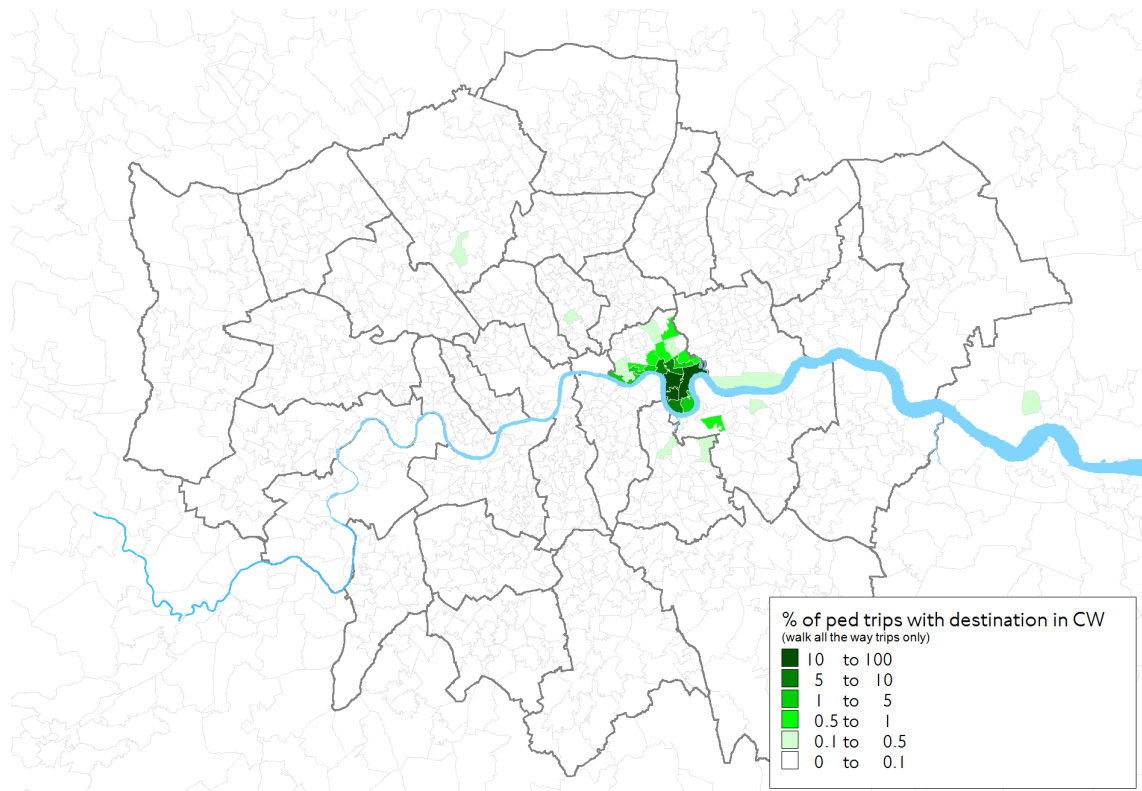 % of ped trips with destination in CW
(walk all the way trips only)
10 to 100
5 to 10
1 to 5
0.5 to 1
0.1 to 0.5
0 to 0.1